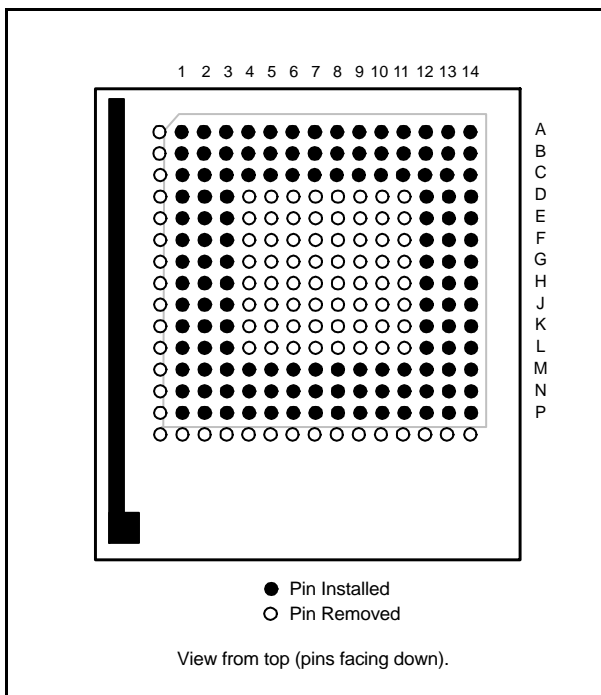 1 2 3 4 5 6 7 8 9 10 11 12 13 14
A
B
C
D
E
F
G
H
J
K
L
M
N
P
Pin Installed
Pin Removed
View from top (pins facing down).